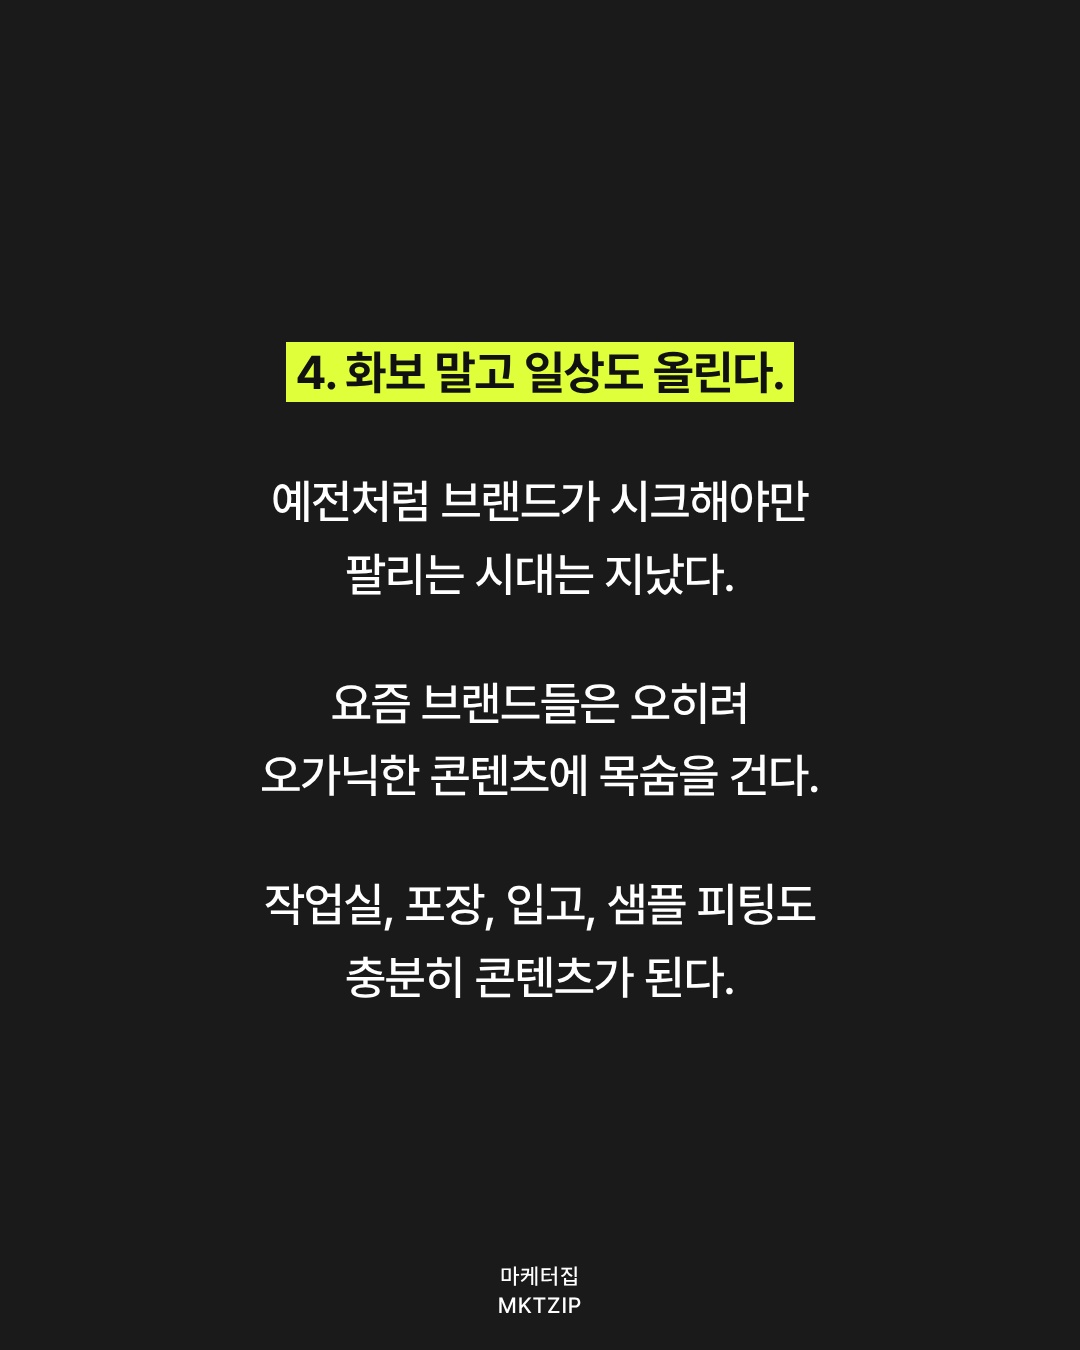 4. 화보 말고 일상도 올린다.
예전처럼 브랜드가 시크해야만
팔리는 시대는 지났다.
요즘 브랜드들은 오히려
오가닉한 콘텐츠에 목숨을 건다.
작업실, 포장, 입고, 샘플 피팅도
충분히 콘텐츠가 된다.
마케터집
MKTZIP